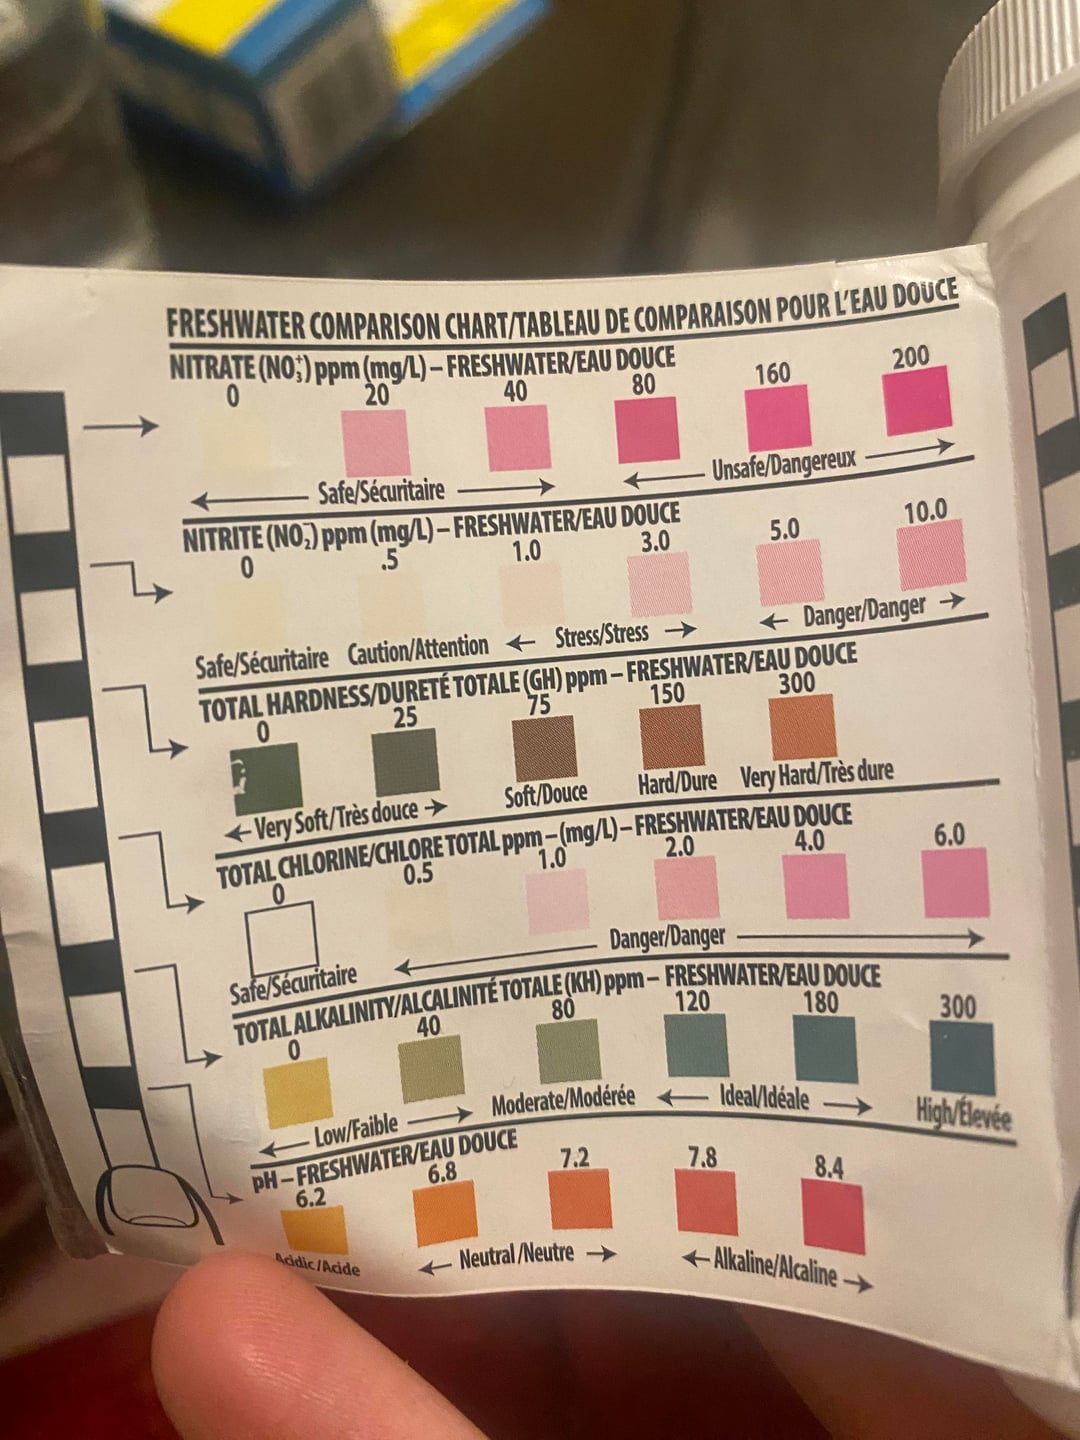 FRESHWATER COMPARISON CHART/TABLEAU DE COMPARAISON POUR L'EAU DOUCE
NITRATE (NO₃⁺) ppm (mg/L) – FRESHWATER/EAU DOUCE
0 20 40 80 160 200
Safe/Sécuritaire Unsafe/Dangereux
NITRITE (NO₂⁻) ppm (mg/L) – FRESHWATER/EAU DOUCE
0 .5 1.0 3.0 5.0 10.0
Safe/Sécuritaire Caution/Attention Stress/Stress Danger/Danger
TOTAL HARDNESS/DURETÉ TOTALE (GH) ppm – FRESHWATER/EAU DOUCE
0 25 75 150 300
Very Soft/Très douce Soft/Douce Hard/Dure Very Hard/Très dure
TOTAL CHLORINE/CHLORE TOTAL ppm – (mg/L) – FRESHWATER/EAU DOUCE
0 0.5 1.0 2.0 4.0 6.0
Safe/Sécuritaire Danger/Danger
TOTAL ALKALINITY/ALCALINITÉ TOTALE (KH) ppm – FRESHWATER/EAU DOUCE
0 40 80 120 180 300
Low/Faible Moderate/Modérée Ideal/Idéale High/Élevée
pH – FRESHWATER/EAU DOUCE
6.2 6.8 7.2 7.8 8.4
Acidic/Acide Neutral/Neutre Alkaline/Alcaline